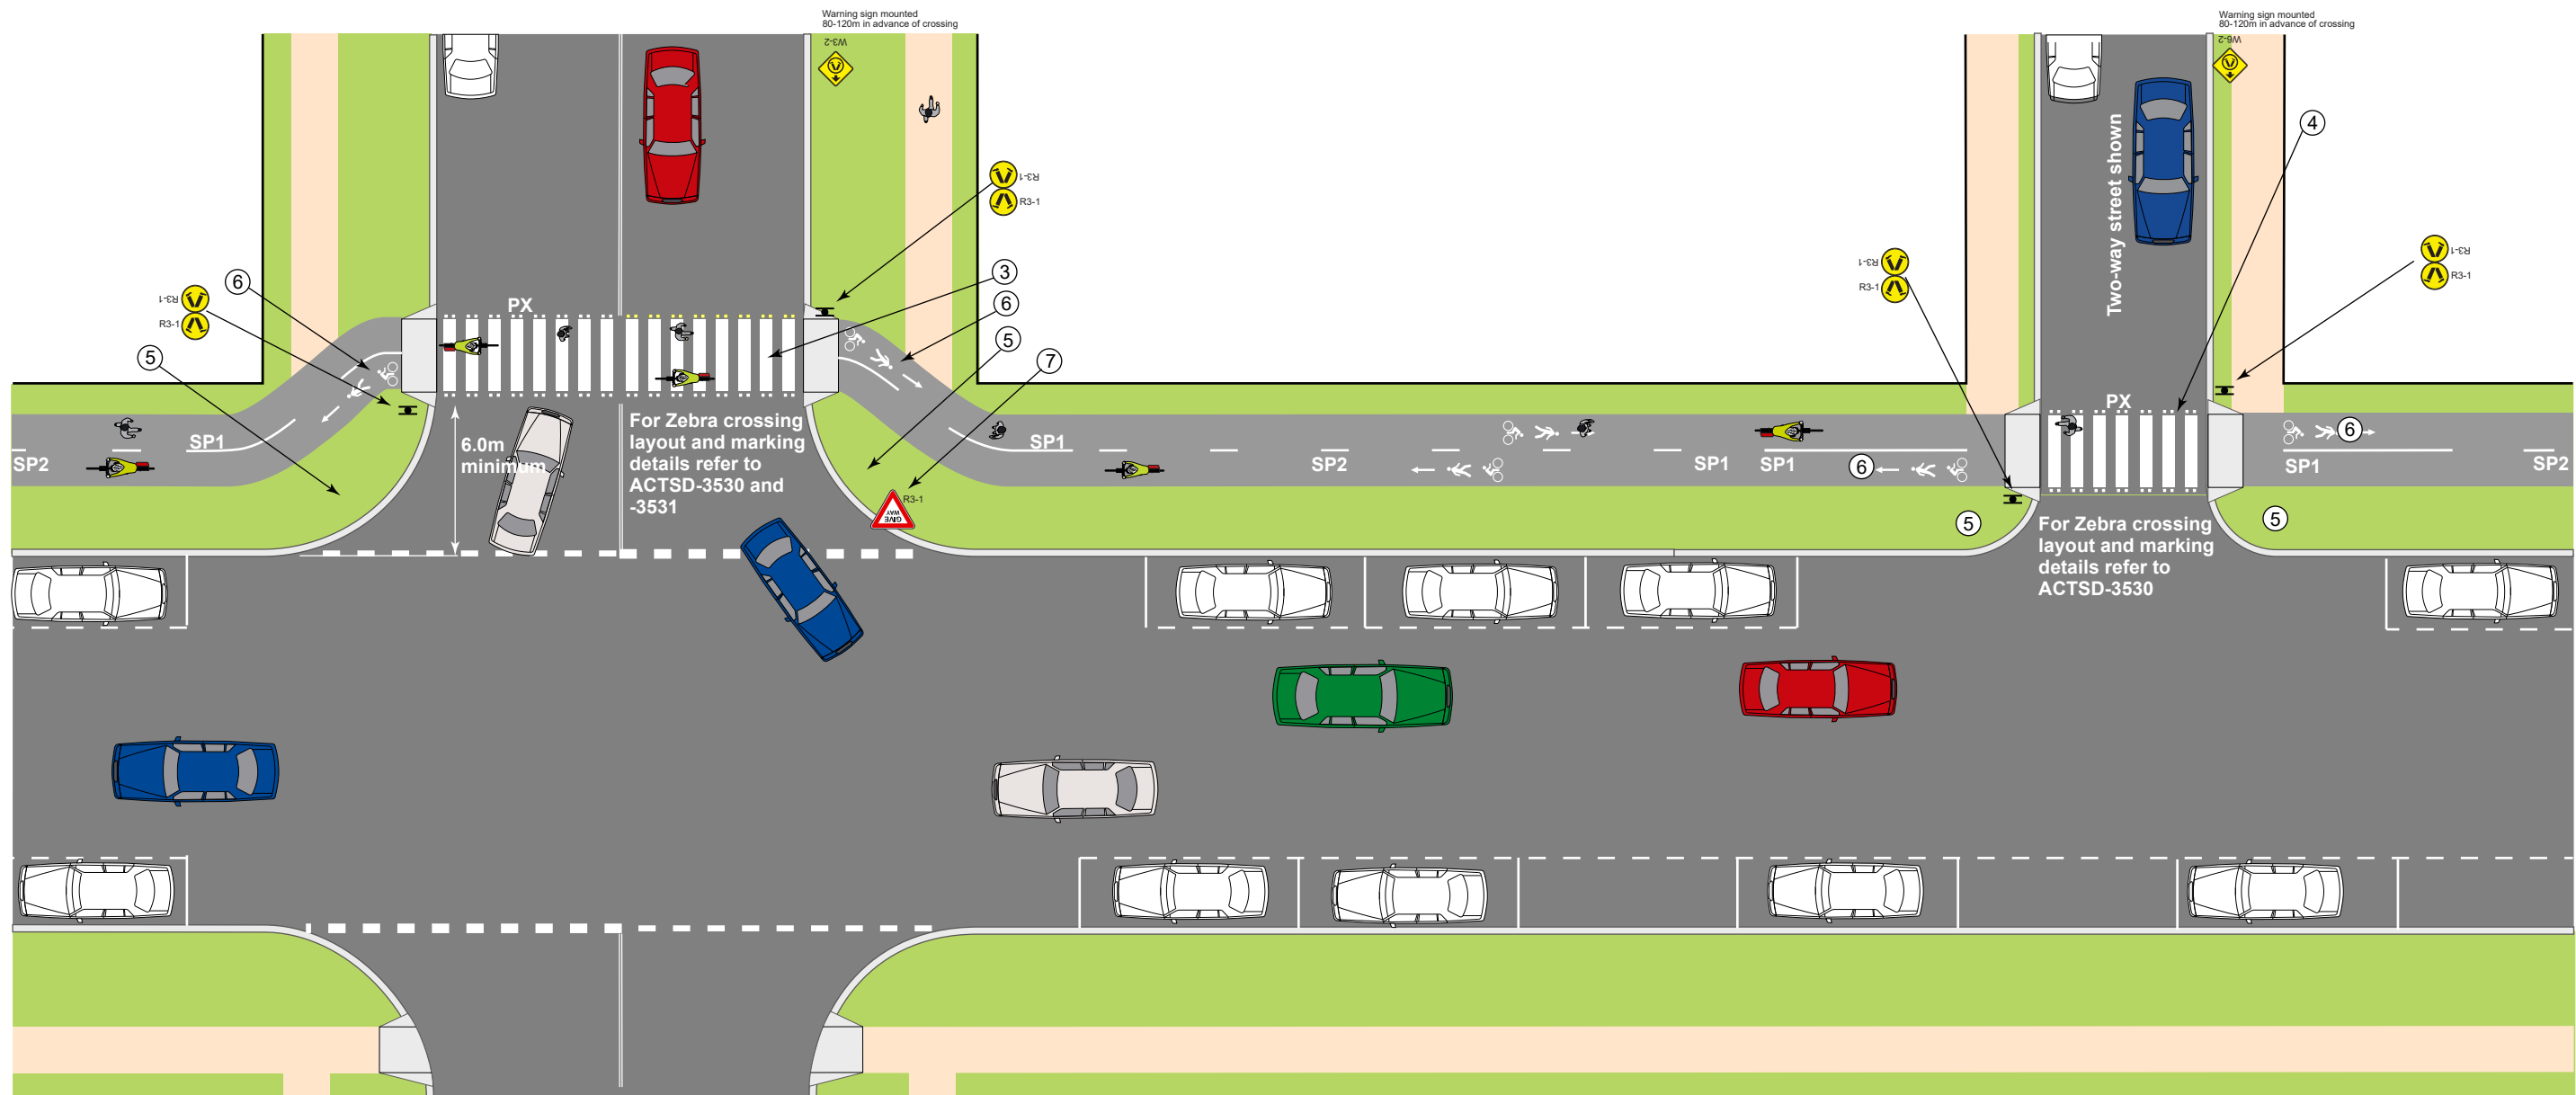 Warning sign mounted
80-120m in advance of crossing
W3-2
Warning sign mounted
80-120m in advance of crossing
W6-2
4
Two-way street shown
R3-1
R3-1
3
6
5
7
6
R3-1
R3-1
5
R3-1
R3-1
R3-1
R3-1
PX
PX
6.0m
minimum
For Zebra crossing
layout and marking
details refer to
ACTSD-3530 and
-3531
SP1
SP2
SP1
SP2
SP1
SP1
6
6
SP1
SP2
GIVE
WAY
R3-1
5
5
For Zebra crossing
layout and marking
details refer to
ACTSD-3530